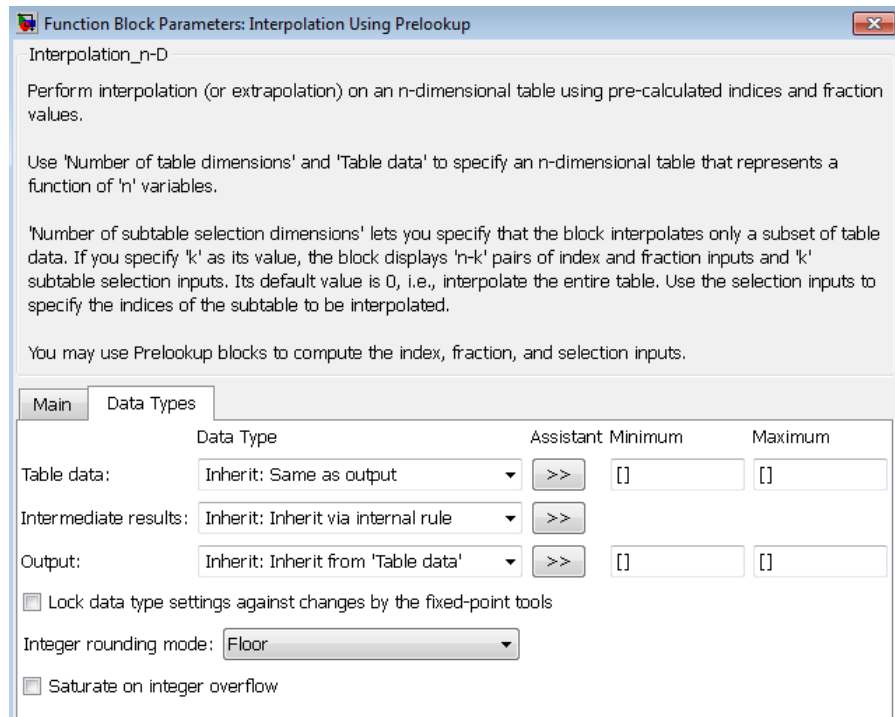 Function Block Parameters: Interpolation Using Prelookup
Interpolation_n-D
Perform interpolation (or extrapolation) on an n-dimensional table using pre-calculated indices and fraction
values.
Use 'Number of table dimensions' and 'Table data' to specify an n-dimensional table that represents a
function of 'n' variables.
'Number of subtable selection dimensions' lets you specify that the block interpolates only a subset of table
data. If you specify 'k' as its value, the block displays 'n-k' pairs of index and fraction inputs and 'k'
subtable selection inputs. Its default value is 0, i.e., interpolate the entire table. Use the selection inputs to
specify the indices of the subtable to be interpolated.
You may use Prelookup blocks to compute the index, fraction, and selection inputs.
Main Data Types
Data Type Assistant Minimum Maximum
Table data: Inherit: Same as output >> [] []
Intermediate results: Inherit: Inherit via internal rule >>
Output: Inherit: Inherit from 'Table data' >> [] []
Lock data type settings against changes by the fixed-point tools
Integer rounding mode: Floor
Saturate on integer overflow